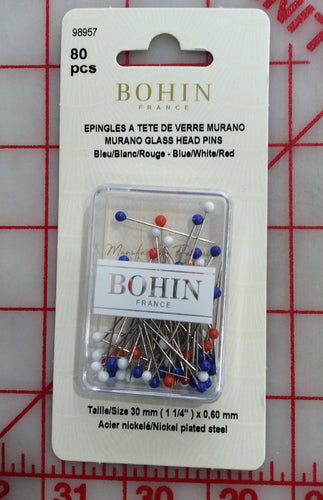 98957
80
pcs
BOHIN
FRANCE
EPINGLES A TETE DE VERRE MURANO
MURANO GLASS HEAD PINS
Bleu/Blanc/Rouge - Blue/White/Red
BOHIN
FRANCE
Taille/Size 30 mm ( 1 1/4" ) x 0,60 mm
Acier nickelé/Nickel plated steel
31 30 29